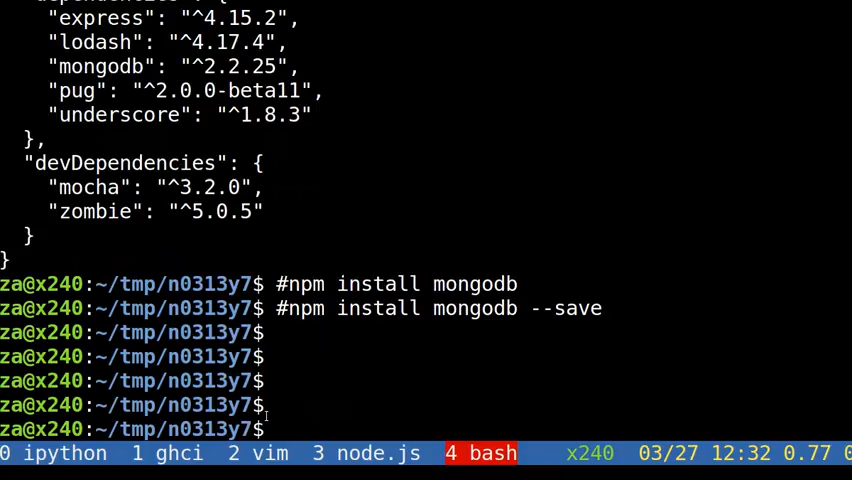 "express": "^4.15.2",
"lodash": "^4.17.4",
"mongodb": "^2.2.25",
"pug": "^2.0.0-beta11",
"underscore": "^1.8.3"
},
"devDependencies": {
"mocha": "^3.2.0",
"zombie": "^5.0.5"
}
}
za@x240:~/tmp/n0313y7$ #npm install mongodb
za@x240:~/tmp/n0313y7$ #npm install mongodb --save
za@x240:~/tmp/n0313y7$
za@x240:~/tmp/n0313y7$
za@x240:~/tmp/n0313y7$
za@x240:~/tmp/n0313y7$
za@x240:~/tmp/n0313y7$
0 ipython 1 ghci 2 vim 3 node.js 4 bash x240 03/27 12:32 0.77